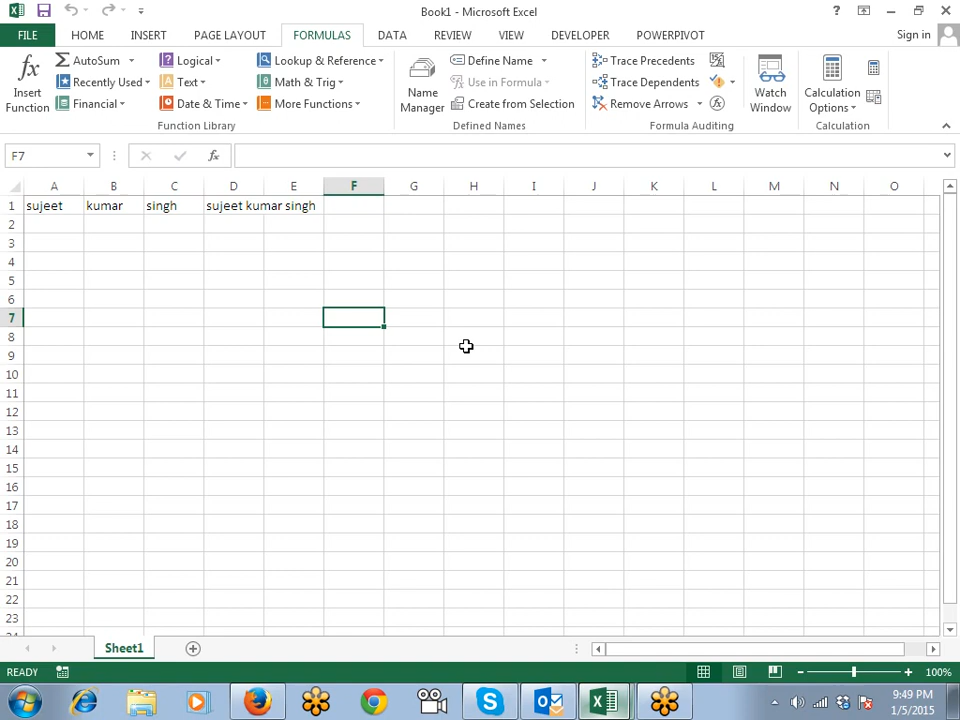 Book1 - Microsoft Excel
FILE HOME INSERT PAGE LAYOUT FORMULAS DATA REVIEW VIEW DEVELOPER POWERPIVOT Sign in
fx Insert Function
AutoSum
Recently Used
Financial
Logical
Text
Date & Time
Lookup & Reference
Math & Trig
More Functions
Function Library
Name Manager
Define Name
Use in Formula
Create from Selection
Defined Names
Trace Precedents
Trace Dependents
Remove Arrows
Formula Auditing
Watch Window
Calculation Options
Calculation
F7 fx
A B C D E F G H I J K L M N O
1 sujeet kumar singh sujeet kumar singh
2
3
4
5
6
7
8
9
10
11
12
13
14
15
16
17
18
19
20
21
22
23
24
Sheet1
READY 100%
9:49 PM
1/5/2015